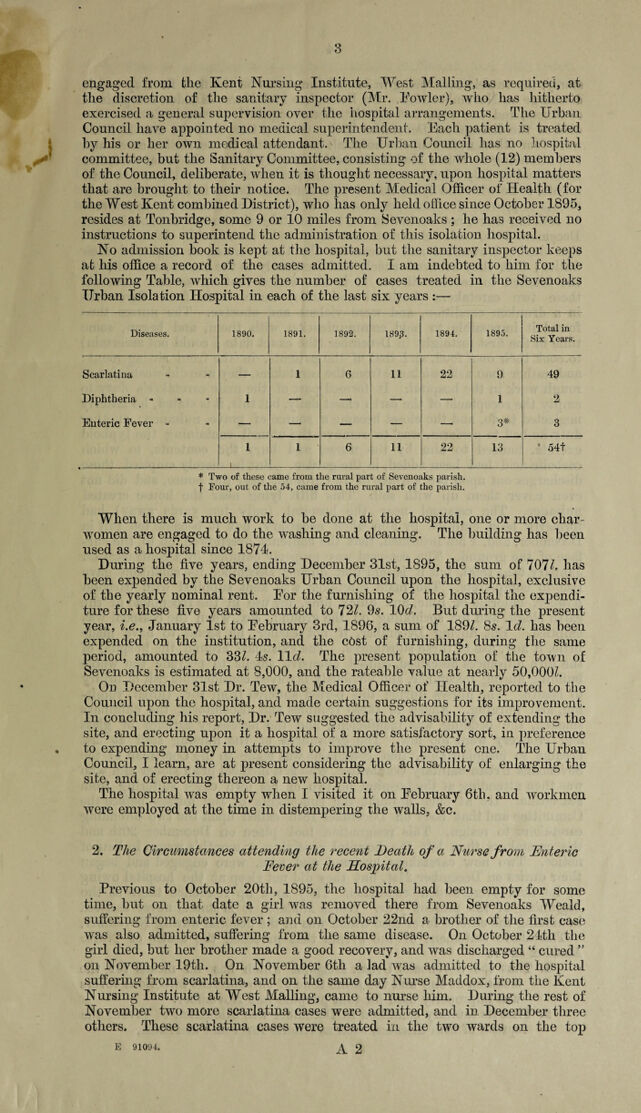 3
engaged from the Kent Nursing Institute, West Malling, as required, at
the discretion of the sanitary inspector (Mr. Fowler), who has hitherto
exercised a general supervision over the hospital arrangements. The Urban
Council have appointed no medical superintendent. Each patient is treated
by his or her own medical attendant. The Urban Council has no hospital
committee, but the Sanitary Committee, consisting of the whole (12) members
of the Council, deliberate, when it is thought necessary, upon hospital matters
that are brought to their notice. The present Medical Officer of Health (for
the West Kent combined District), who has only held office since October 1895,
resides at Tonbridge, some 9 or 10 miles from Sevenoaks; he has received no
instructions to superintend the administration of this isolation hospital.
No admission book is kept at the hospital, but the sanitary inspector keeps
at his office a record of the cases admitted. I am indebted to him for the
following Table, which gives the number of cases treated in the Sevenoaks
Urban Isolation Hospital in each of the last six years :—
Diseases. 1890. 1891. 1892. 1893. 1894. 1895. Total in Six Years.
Scarlatina - - — 1 6 11 22 9 49
Diphtheria - - - 1 — — — — 1 2
Enteric Fever - - — — — — — 3* 3
1 1 6 11 22 13 54†
* Two of these came from the rural part of Sevenoaks parish.
† Four, out of the 54, came from the rural part of the parish.
When there is much work to be done at the hospital, one or more char-
women are engaged to do the washing and cleaning. The building has been
used as a hospital since 1874.
During the five years, ending December 31st, 1895, the sum of 707l. has
been expended by the Sevenoaks Urban Council upon the hospital, exclusive
of the yearly nominal rent. For the furnishing of the hospital the expendi-
ture for these five years amounted to 72l. 9s. 10d. But during the present
year, i.e., January 1st to February 3rd, 1896, a sum of 189l. 8s. 1d. has been
expended on the institution, and the cost of furnishing, during the same
period, amounted to 33l. 4s. 11d. The present population of the town of
Sevenoaks is estimated at 8,000, and the rateable value at nearly 50,000l.
On December 31st Dr. Tew, the Medical Officer of Health, reported to the
Council upon the hospital, and made certain suggestions for its improvement.
In concluding his report, Dr. Tew suggested the advisability of extending the
site, and erecting upon it a hospital of a more satisfactory sort, in preference
to expending money in attempts to improve the present one. The Urban
Council, I learn, are at present considering the advisability of enlarging the
site, and of erecting thereon a new hospital.
The hospital was empty when I visited it on February 6th, and workmen
were employed at the time in distempering the walls, &c.
2. The Circumstances attending the recent Death of a Nurse from Enteric
Fever at the Hospital.
Previous to October 20th, 1895, the hospital had been empty for some
time, but on that date a girl was removed there from Sevenoaks Weald,
suffering from enteric fever; and on October 22nd a brother of the first case
was also admitted, suffering from the same disease. On October 24th the
girl died, but her brother made a good recovery, and was discharged “ cured ”
on November 19th. On November 6th a lad was admitted to the hospital
suffering from scarlatina, and on the same day Nurse Maddox, from the Kent
Nursing Institute at West Malling, came to nurse him. During the rest of
November two more scarlatina cases were admitted, and in December three
others. These scarlatina cases were treated in the two wards on the top
E 91094. A 2